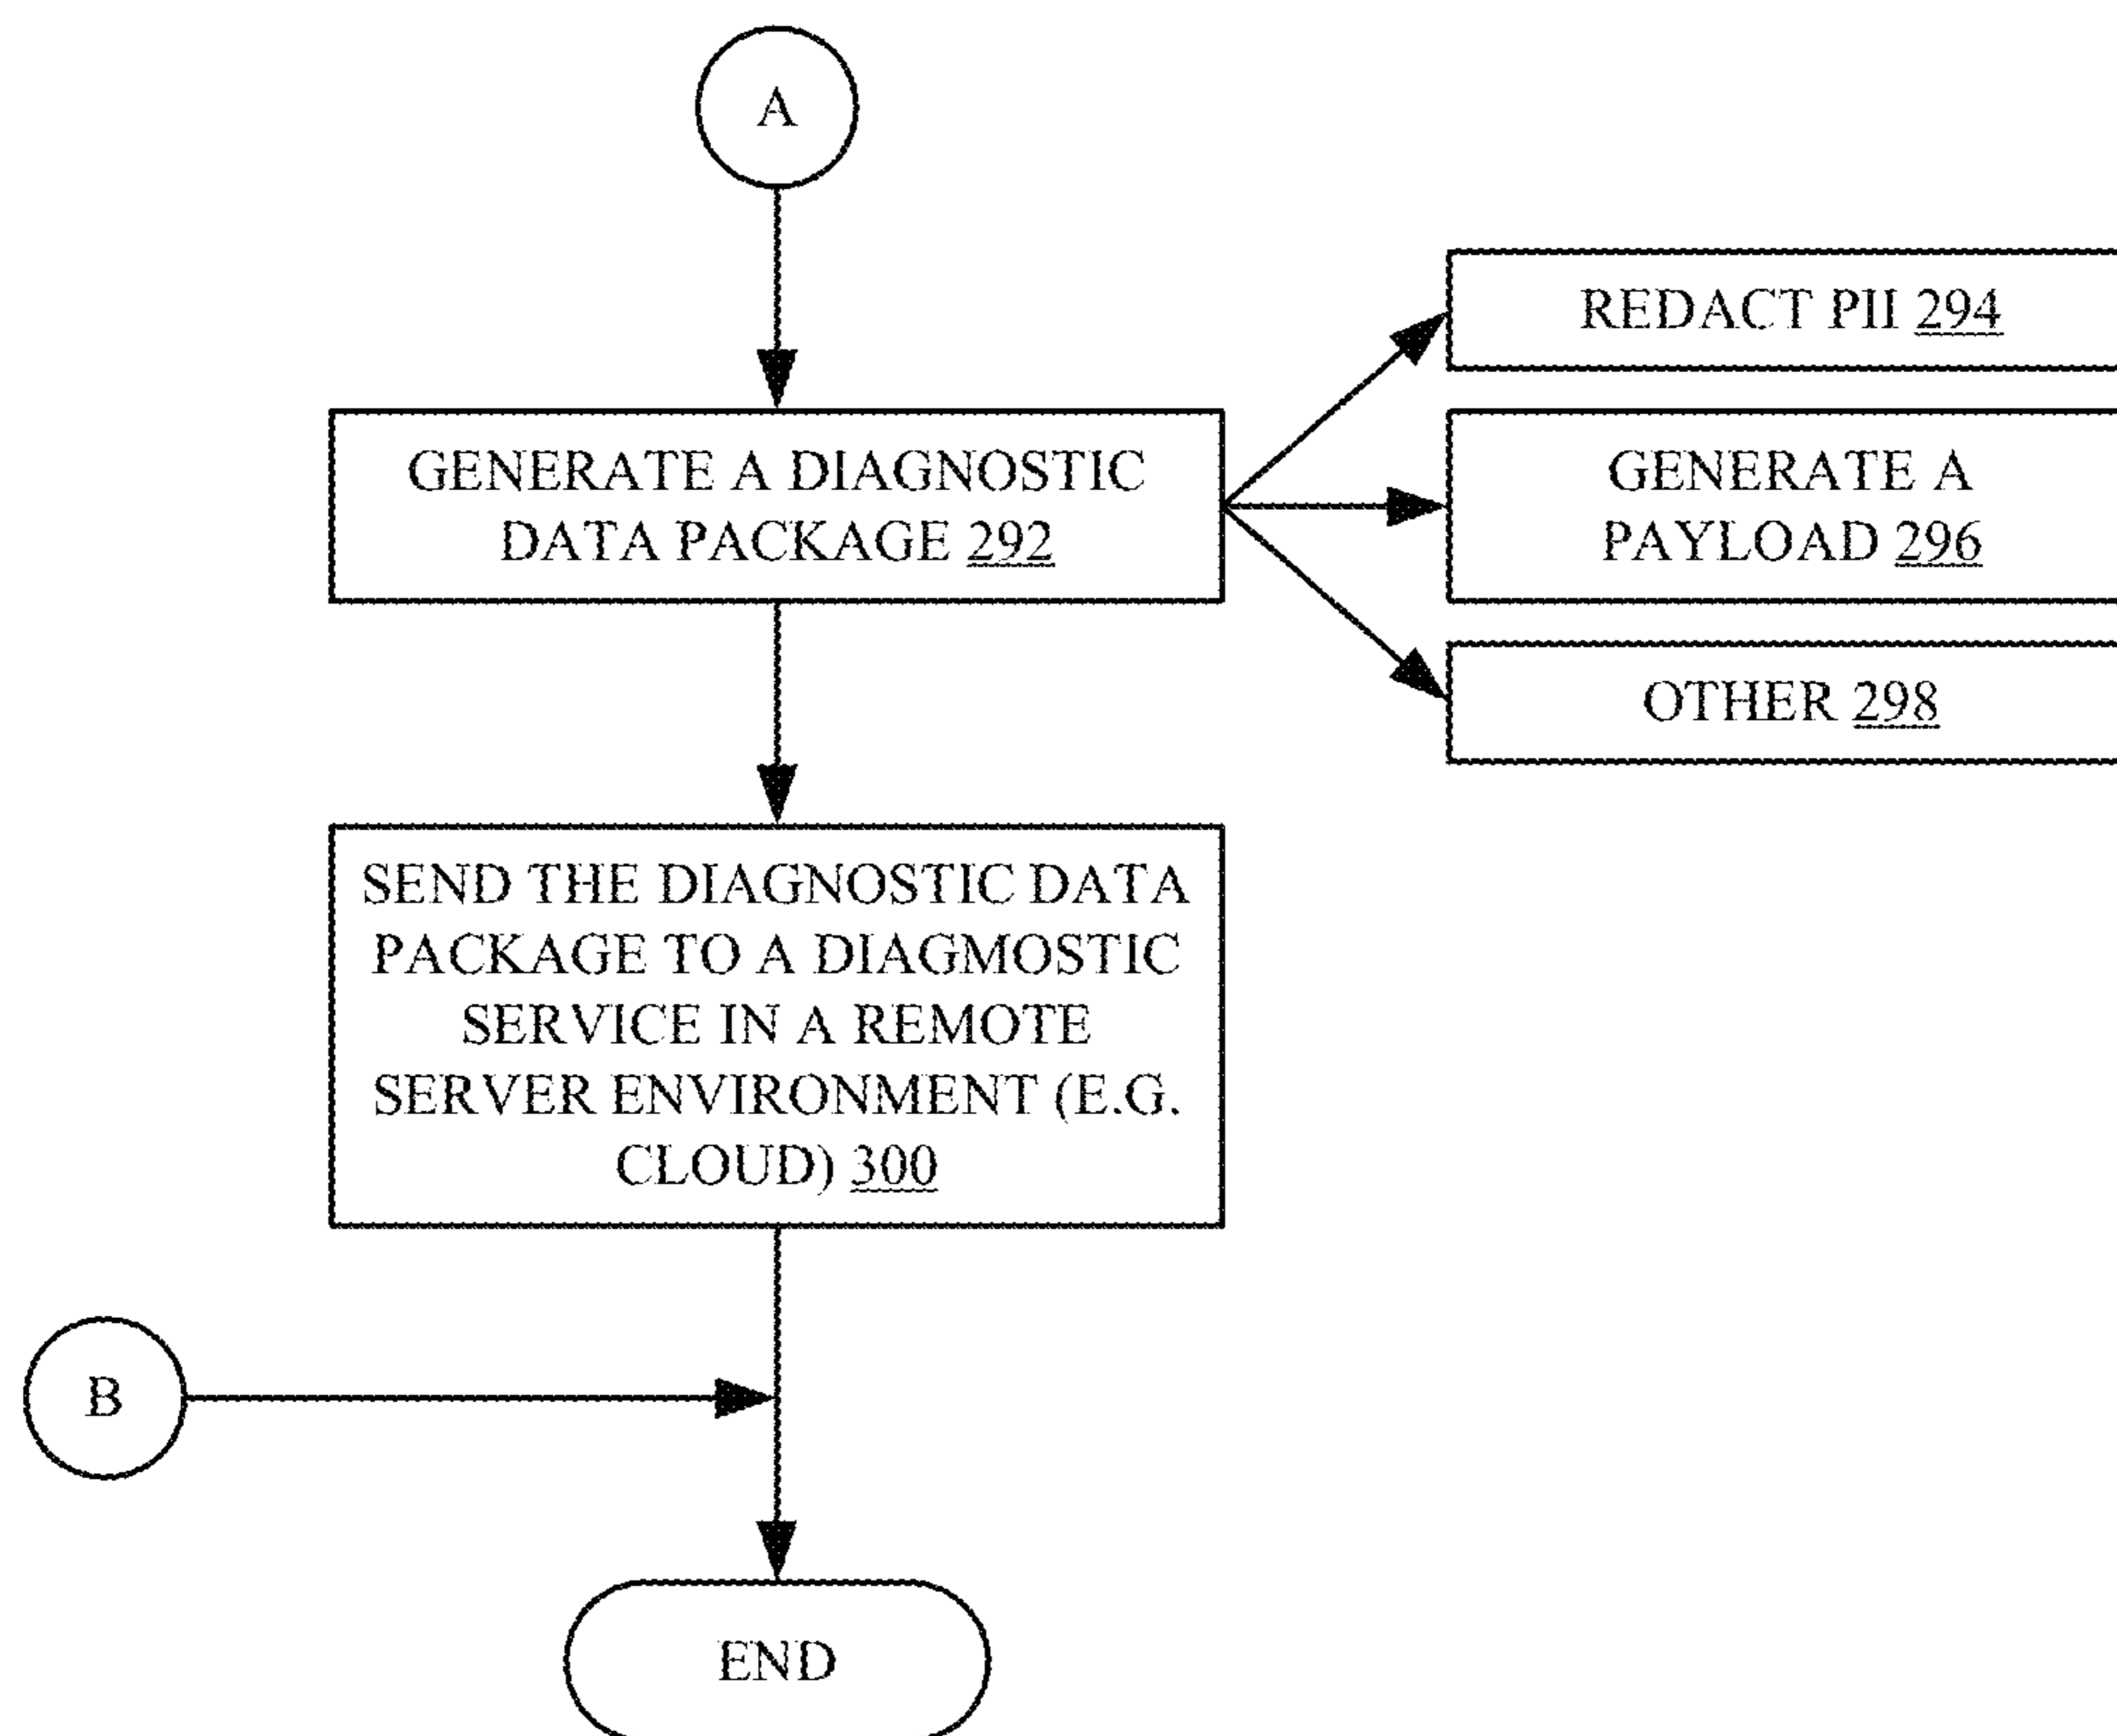 A
REDACT PII 294
GENERATE A DIAGNOSTIC
DATA PACKAGE 292
GENERATE A
PAYLOAD 296
OTHER 298
SEND THE DIAGNOSTIC DATA
PACKAGE TO A DIAGMOSTIC
SERVICE IN A REMOTE
SERVER ENVIRONMENT (E.G.
CLOUD) 300
B
END